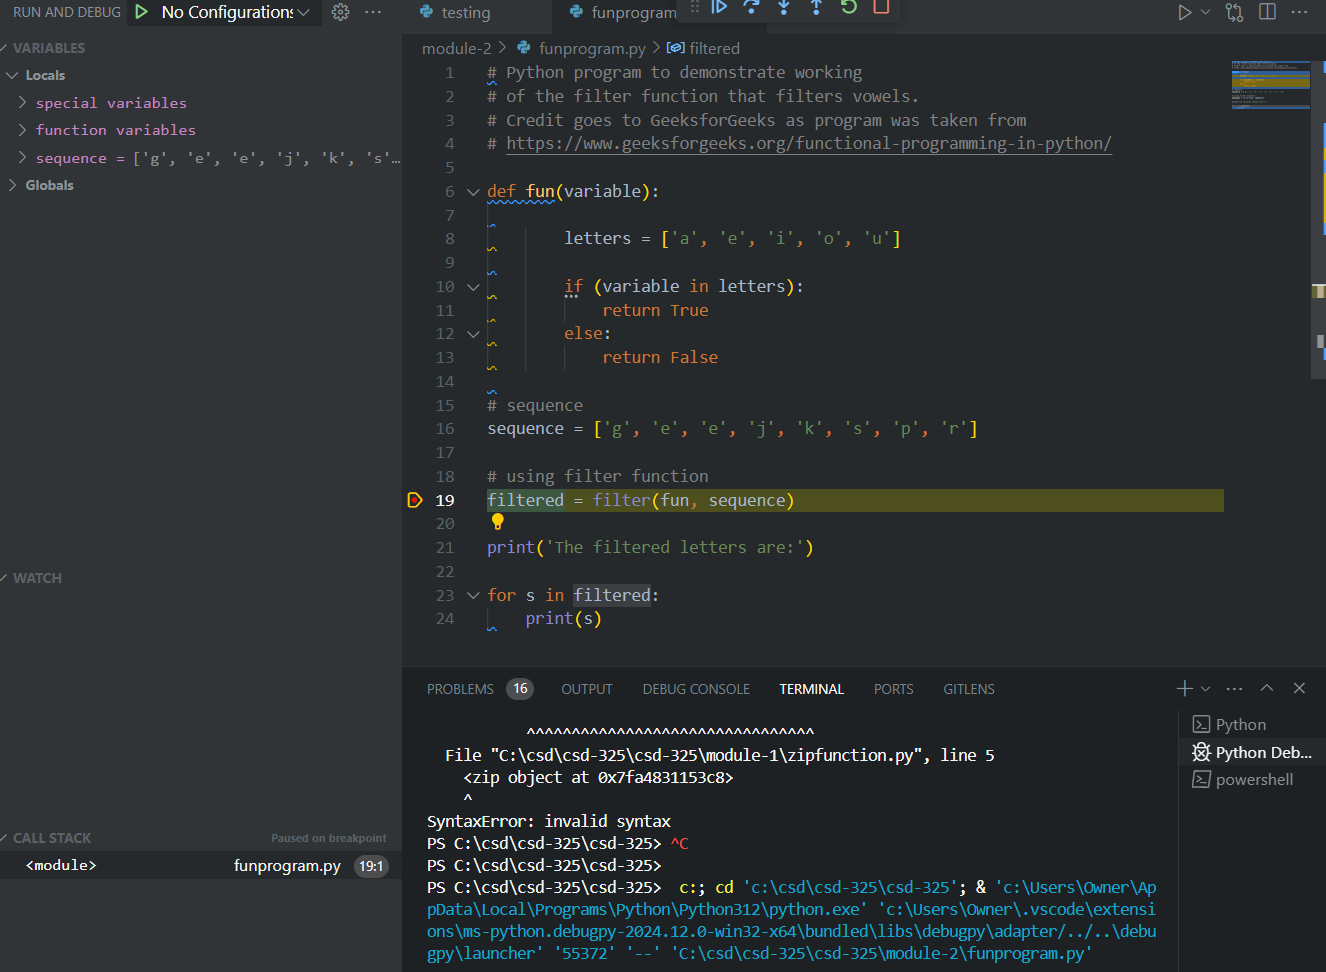 RUN AND DEBUG No Configurations
testing funprogram
VARIABLES
Locals
special variables
function variables
sequence = ['g', 'e', 'e', 'j', 'k', 's'...
Globals
WATCH
CALL STACK Paused on breakpoint
<module> funprogram.py 19:1
module-2 > funprogram.py > filtered
1 # Python program to demonstrate working
2 # of the filter function that filters vowels.
3 # Credit goes to GeeksforGeeks as program was taken from
4 # https://www.geeksforgeeks.org/functional-programming-in-python/
5
6 def fun(variable):
7
8 letters = ['a', 'e', 'i', 'o', 'u']
9
10 if (variable in letters):
11 return True
12 else:
13 return False
14
15 # sequence
16 sequence = ['g', 'e', 'e', 'j', 'k', 's', 'p', 'r']
17
18 # using filter function
19 filtered = filter(fun, sequence)
20
21 print('The filtered letters are:')
22
23 for s in filtered:
24 print(s)
PROBLEMS 16 OUTPUT DEBUG CONSOLE TERMINAL PORTS GITLENS
^^^^^^^^^^^^^^^^^^^^^^^^^^^^^^^^
File "C:\csd\csd-325\csd-325\module-1\zipfunction.py", line 5
<zip object at 0x7fa4831153c8>
^
SyntaxError: invalid syntax
PS C:\csd\csd-325\csd-325> ^C
PS C:\csd\csd-325\csd-325>
PS C:\csd\csd-325\csd-325> c:; cd 'c:\csd\csd-325\csd-325'; & 'c:\Users\Owner\Ap
pData\Local\Programs\Python\Python312\python.exe' 'c:\Users\Owner\.vscode\extensi
ons\ms-python.debugpy-2024.12.0-win32-x64\bundled\libs\debugpy\adapter/../..\debu
gpy\launcher' '55372' '--' 'C:\csd\csd-325\csd-325\module-2\funprogram.py'
Python
Python Deb...
powershell